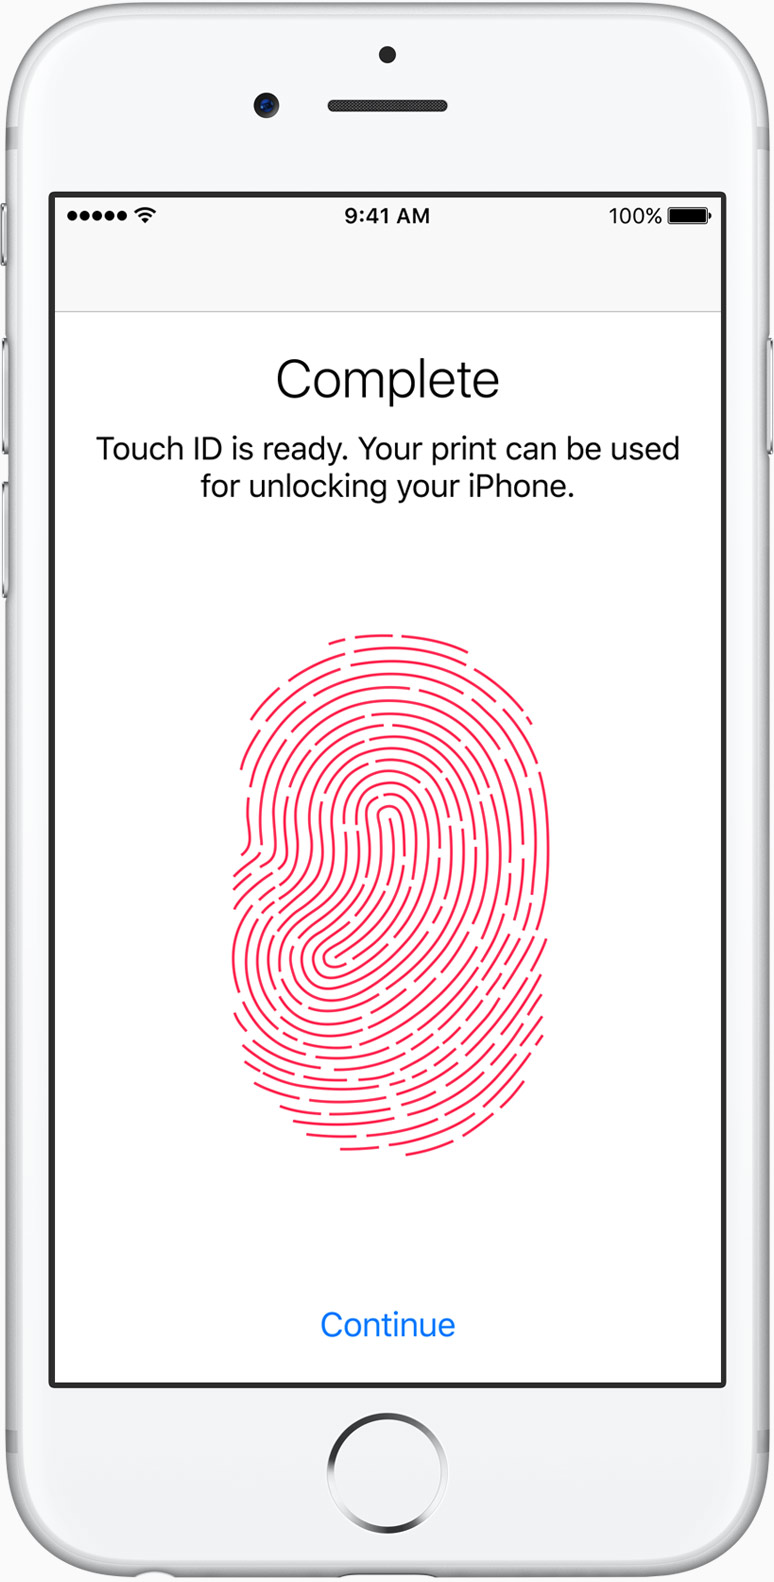 9:41 AM
100%
Complete
Touch ID is ready. Your print can be used
for unlocking your iPhone.
Continue